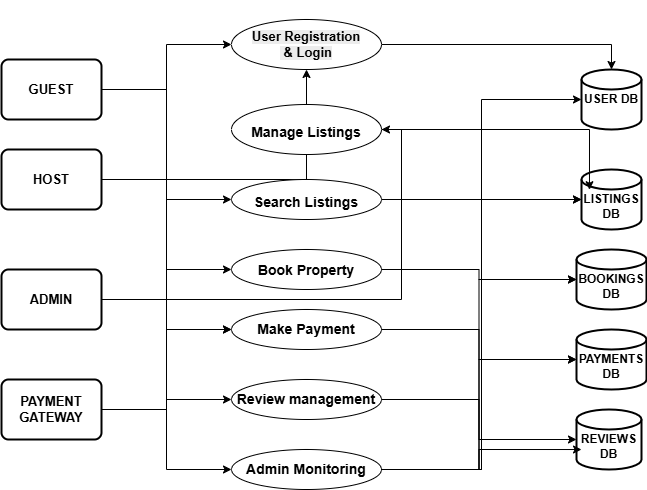 GUEST
HOST
ADMIN
PAYMENT
GATEWAY
User Registration
& Login
Manage Listings
Search Listings
Book Property
Make Payment
Review management
Admin Monitoring
USER DB
LISTINGS
DB
BOOKINGS
DB
PAYMENTS
DB
REVIEWS
DB